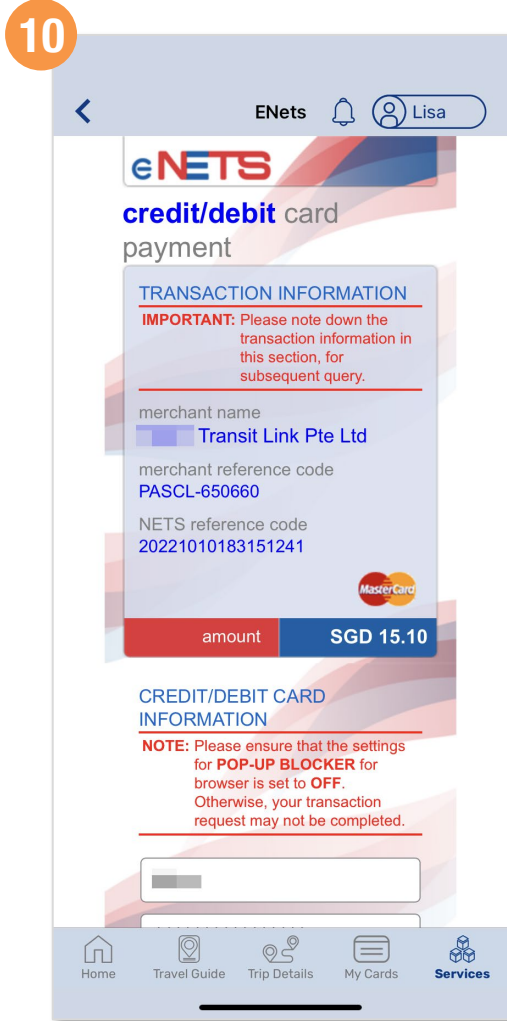 10
ENets
Lisa
eNETS
credit/debit card
payment
TRANSACTION INFORMATION
IMPORTANT: Please note down the
transaction information in
this section, for
subsequent query.
merchant name
Transit Link Pte Ltd
merchant reference code
PASCL-650660
NETS reference code
20221010183151241
MasterCard
amount SGD 15.10
CREDIT/DEBIT CARD
INFORMATION
NOTE: Please ensure that the settings
for POP-UP BLOCKER for
browser is set to OFF.
Otherwise, your transaction
request may not be completed.
Home Travel Guide Trip Details My Cards Services